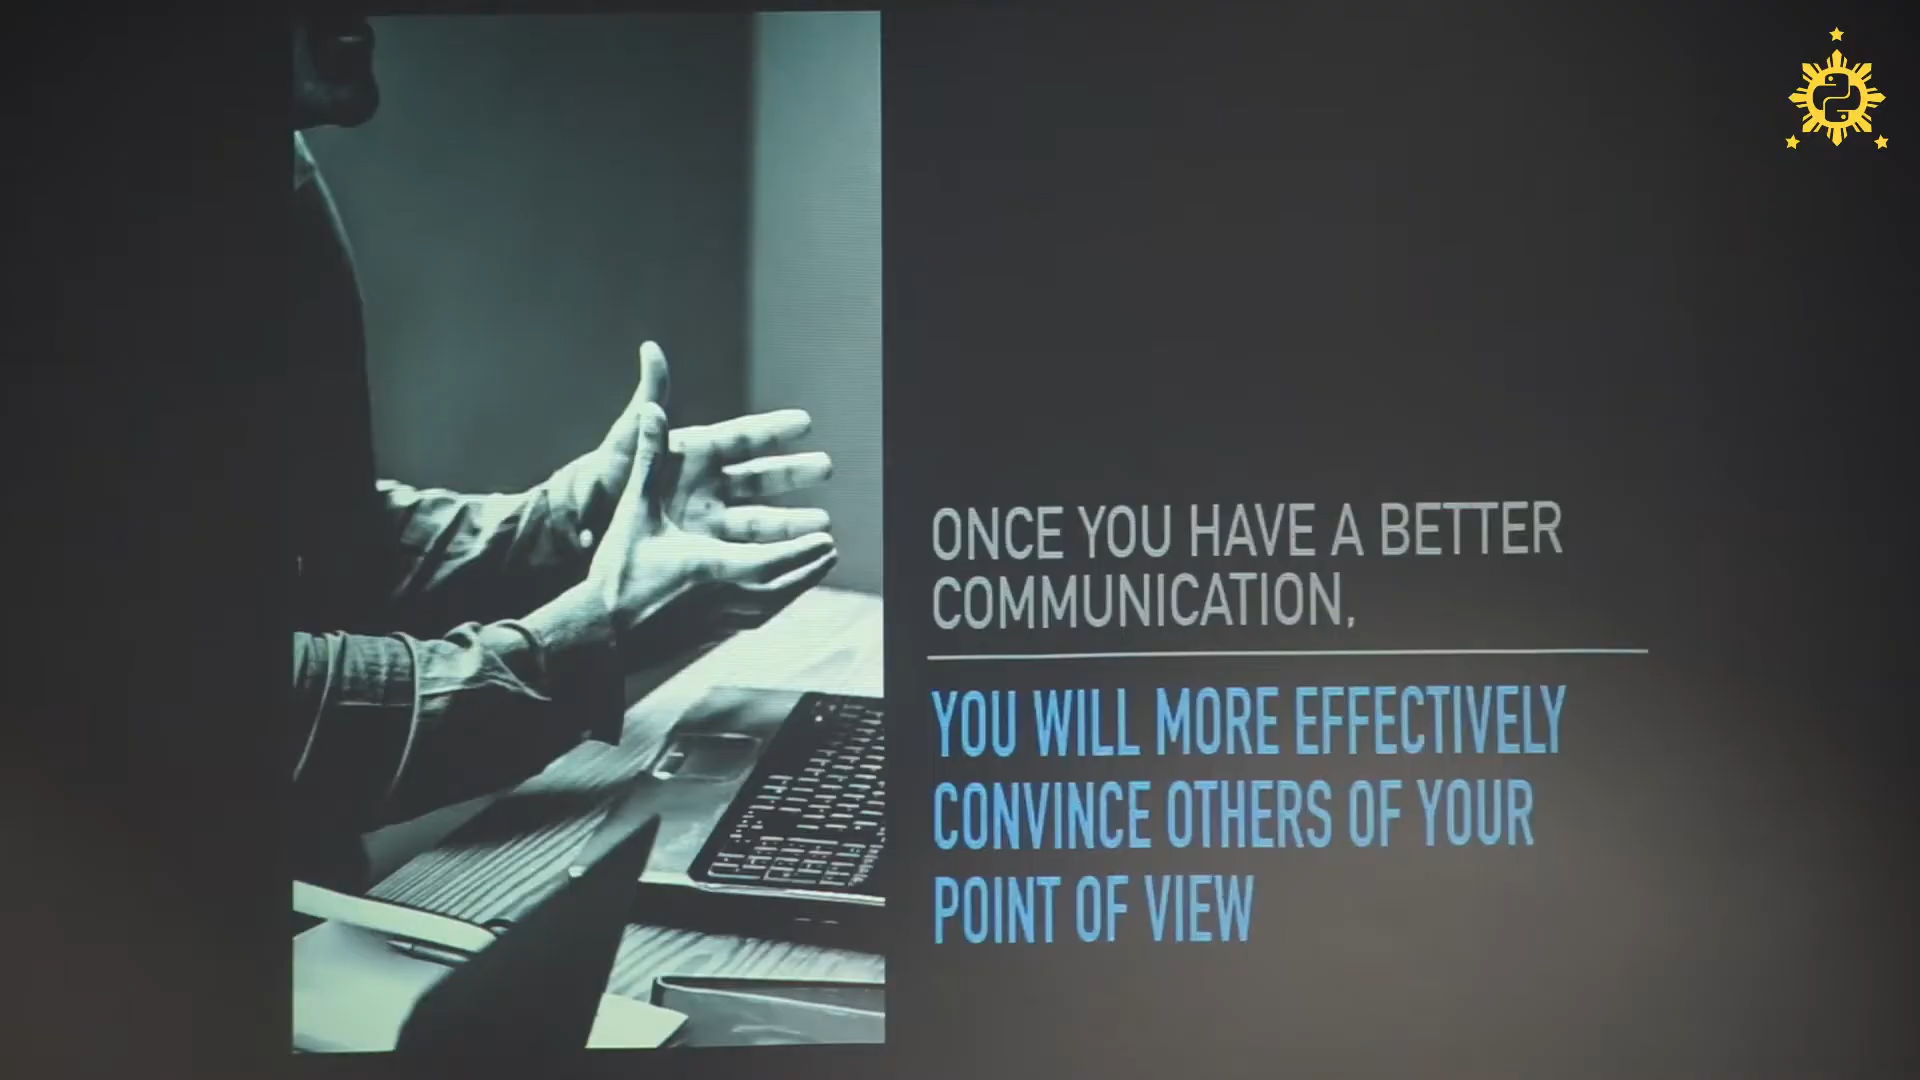 ONCE YOU HAVE A BETTER
COMMUNICATION,
YOU WILL MORE EFFECTIVELY
CONVINCE OTHERS OF YOUR
POINT OF VIEW